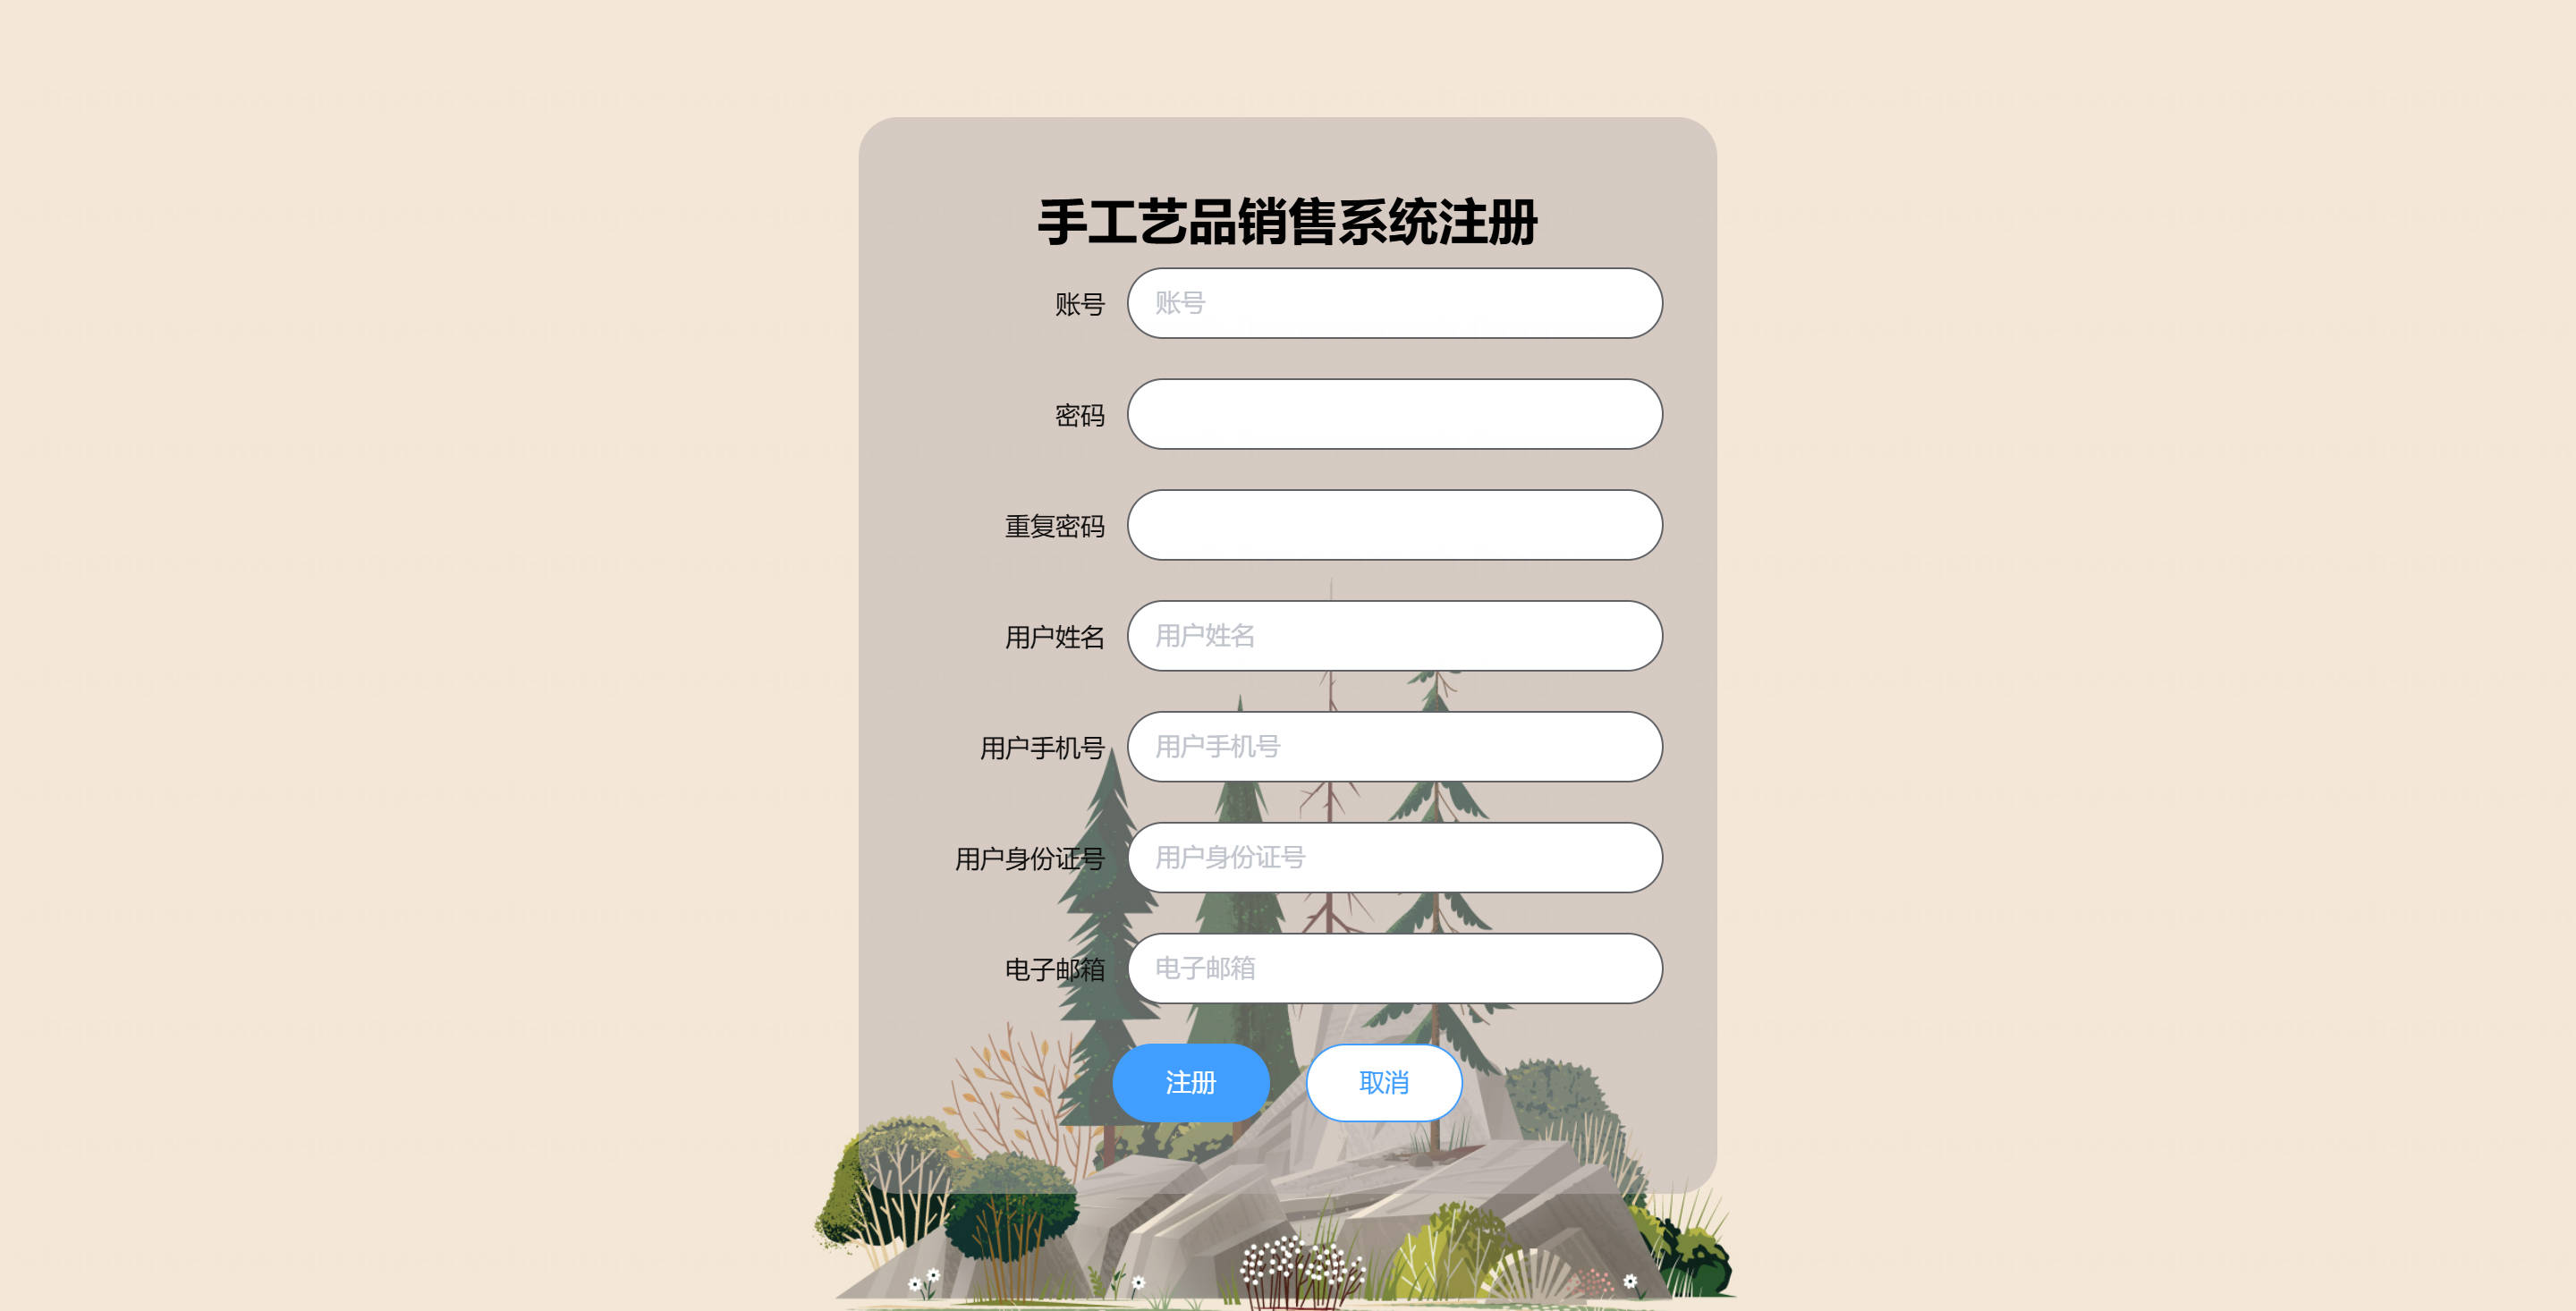 手工艺品销售系统注册
账号 账号
密码
重复密码
用户姓名 用户姓名
用户手机号 用户手机号
用户身份证号 用户身份证号
电子邮箱 电子邮箱
注册 取消